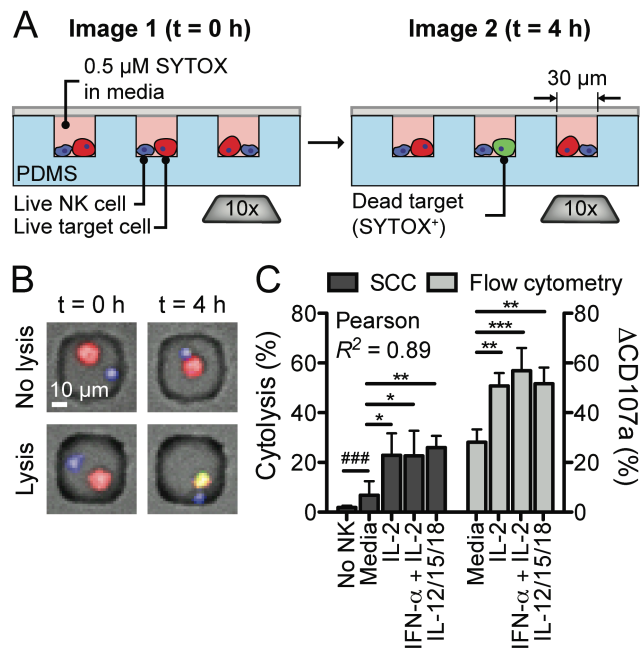 A
Image 1 (t = 0 h)
Image 2 (t = 4 h)
0.5 µM SYTOX
in media
30 µm
PDMS
Live NK cell
Live target cell
10x
Dead target
(SYTOX⁺)
10x
B
t = 0 h
t = 4 h
No lysis
10 µm
Lysis
C
SCC
Flow cytometry
Pearson
R² = 0.89
Cytolysis (%)
80
60
40
20
0
###
*
*
**
**
***
**
80
60
40
20
0
ΔCD107a (%)
No NK
Media
IL-2
IFN-α + IL-2
IL-12/15/18
Media
IL-2
IFN-α + IL-2
IL-12/15/18